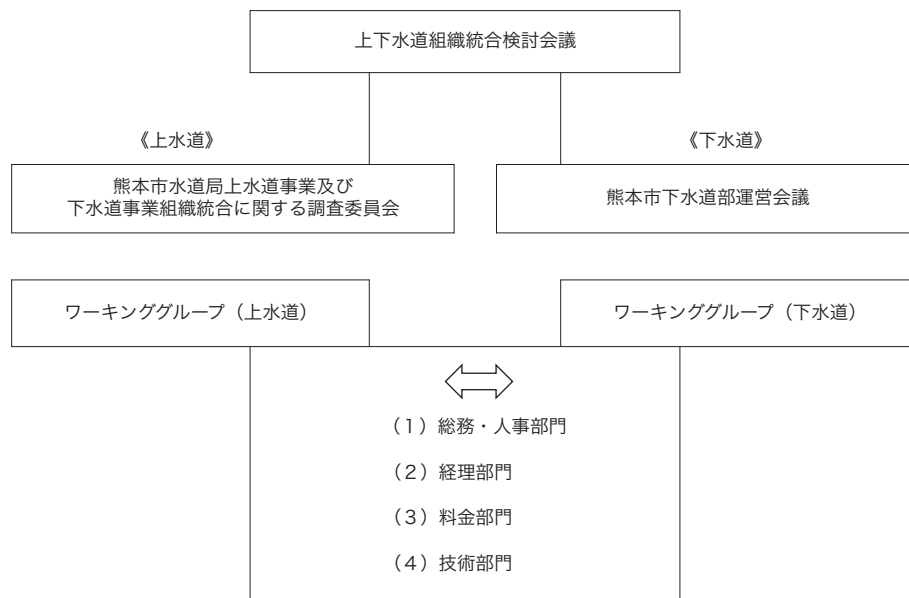 上下水道組織統合検討会議
《上水道》
《下水道》
熊本市水道局上水道事業及び
下水道事業組織統合に関する調査委員会
熊本市下水道部運営会議
ワーキンググループ（上水道）
ワーキンググループ（下水道）
（1）総務・人事部門
（2）経理部門
（3）料金部門
（4）技術部門